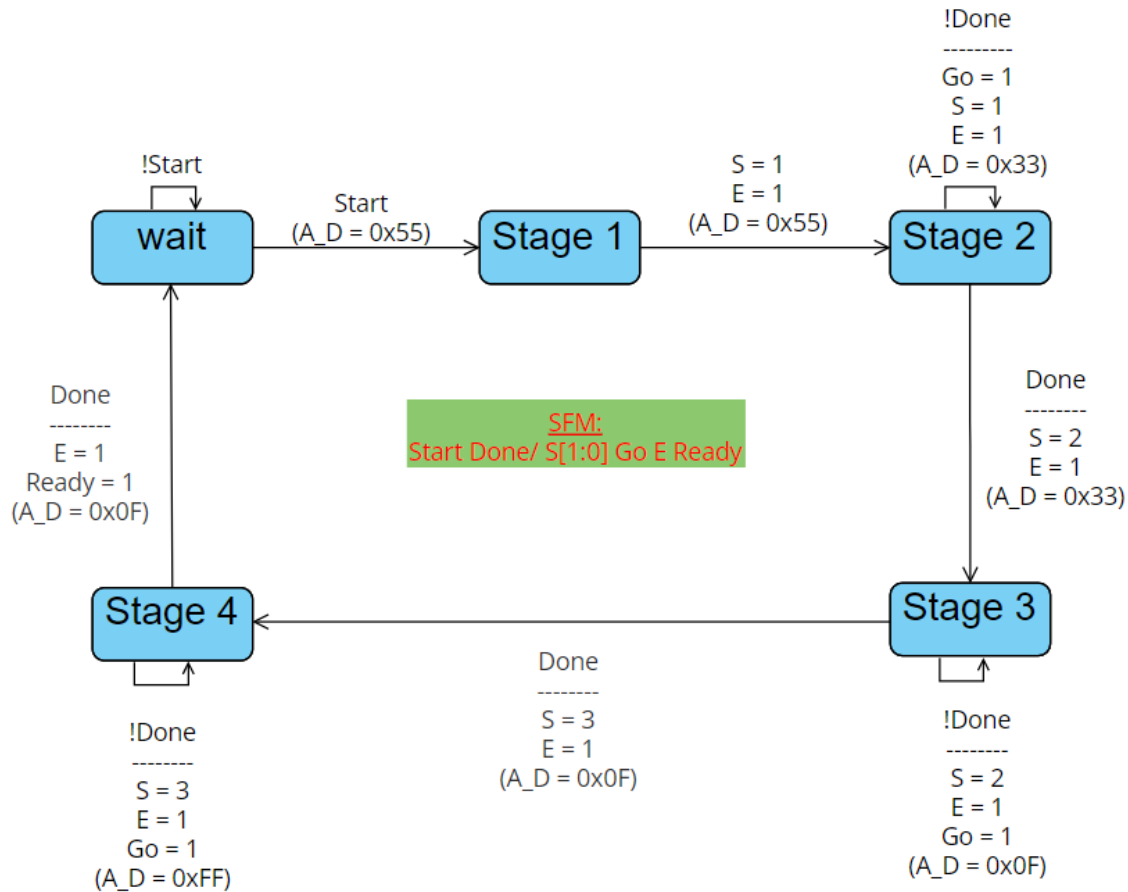 !Done
---------
Go = 1
S = 1
E = 1
(A_D = 0x33)
!Start
wait
Start
(A_D = 0x55)
Stage 1
S = 1
E = 1
(A_D = 0x55)
Stage 2
Done
--------
S = 2
E = 1
(A_D = 0x33)
Done
--------
E = 1
Ready = 1
(A_D = 0x0F)
SFM:
Start Done/ S[1:0] Go E Ready
Stage 4
Stage 3
Done
--------
S = 3
E = 1
(A_D = 0x0F)
!Done
--------
S = 3
E = 1
Go = 1
(A_D = 0xFF)
!Done
--------
S = 2
E = 1
Go = 1
(A_D = 0x0F)